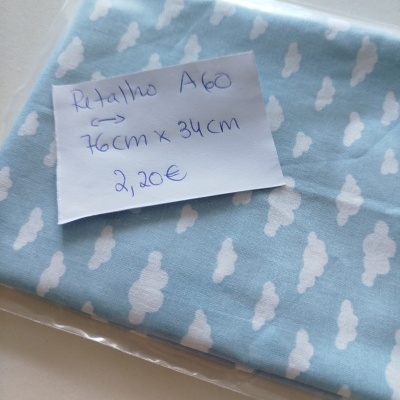 Retalho A60
↔
76cm x 34cm
2,20€